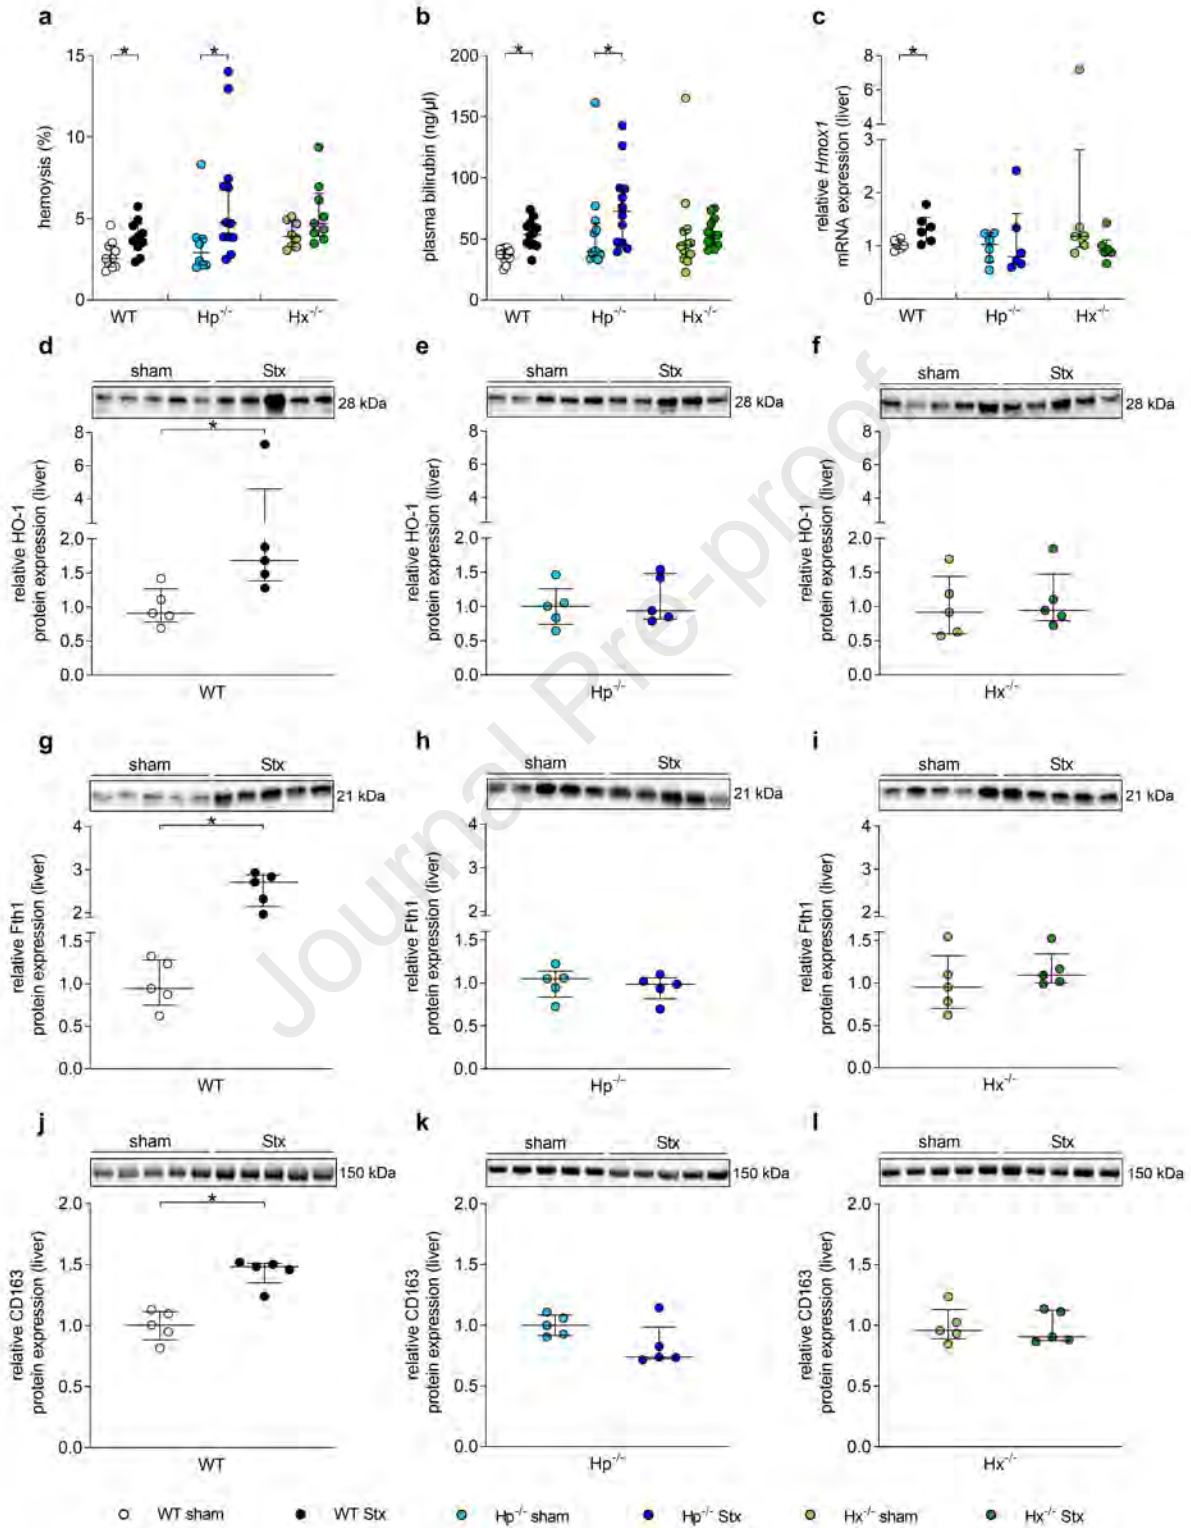 a
b
c
hemoysis (%)
15
10
5
0
*
*
WT
Hp-/-
Hx-/-
plasma bilirubin (ng/µl)
200
150
100
50
0
*
*
WT
Hp-/-
Hx-/-
relative Hmox1
mRNA expression (liver)
8
6
4
3
2
1
0
*
WT
Hp-/-
Hx-/-
d
e
f
sham Stx
28 kDa
relative HO-1
protein expression (liver)
8
6
4
2.0
1.5
1.0
0.5
0.0
*
WT
sham Stx
28 kDa
relative HO-1
protein expression (liver)
8
6
4
2.0
1.5
1.0
0.5
0.0
Hp-/-
sham Stx
28 kDa
relative HO-1
protein expression (liver)
8
6
4
2.0
1.5
1.0
0.5
0.0
Hx-/-
g
h
i
sham Stx
21 kDa
relative Fth1
protein expression (liver)
4
3
2
1.5
1.0
0.5
0.0
*
WT
sham Stx
21 kDa
relative Fth1
protein expression (liver)
4
3
2
1.5
1.0
0.5
0.0
Hp-/-
sham Stx
21 kDa
relative Fth1
protein expression (liver)
4
3
2
1.5
1.0
0.5
0.0
Hx-/-
j
k
l
sham Stx
150 kDa
relative CD163
protein expression (liver)
2.0
1.5
1.0
0.5
0.0
*
WT
sham Stx
150 kDa
relative CD163
protein expression (liver)
2.0
1.5
1.0
0.5
0.0
Hp-/-
sham Stx
150 kDa
relative CD163
protein expression (liver)
2.0
1.5
1.0
0.5
0.0
Hx-/-
WT sham WT Stx Hp-/- sham Hp-/- Stx Hx-/- sham Hx-/- Stx
Journal Pre-proof